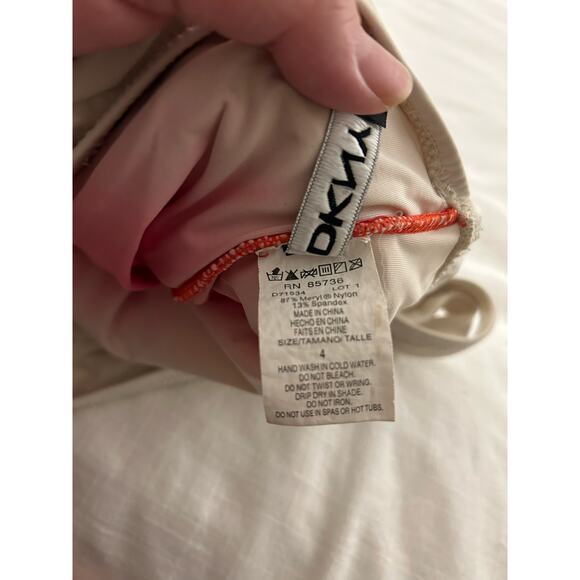 DKNY
RN 85736
D71534 LOT 1
87% Meryl® Nylon
13% Spandex
MADE IN CHINA
HECHO EN CHINA
FAITS EN CHINE
SIZE/TAMANO/TALLE
4
HAND WASH IN COLD WATER.
DO NOT BLEACH.
DO NOT TWIST OR WRING.
DRIP DRY IN SHADE.
DO NOT IRON.
DO NOT USE IN SPAS OR HOT TUBS.